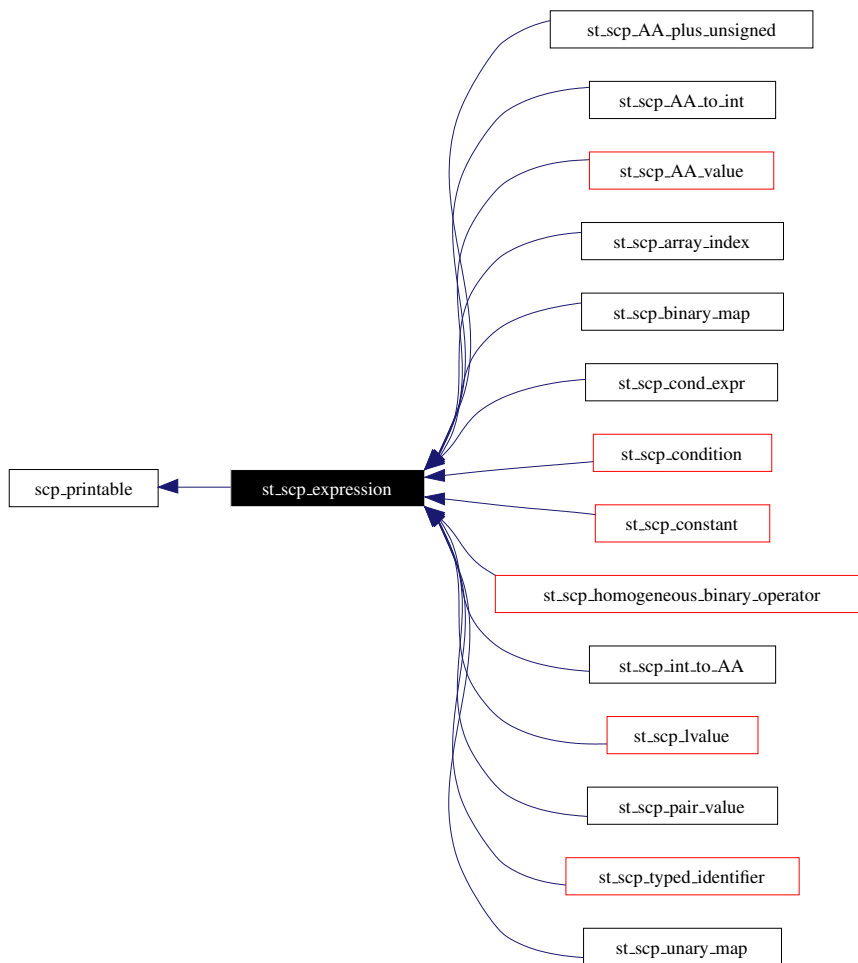 st_scp_AA_plus_unsigned
st_scp_AA_to_int
st_scp_AA_value
st_scp_array_index
st_scp_binary_map
st_scp_cond_expr
st_scp_condition
scp_printable
st_scp_expression
st_scp_constant
st_scp_homogeneous_binary_operator
st_scp_int_to_AA
st_scp_lvalue
st_scp_pair_value
st_scp_typed_identifier
st_scp_unary_map